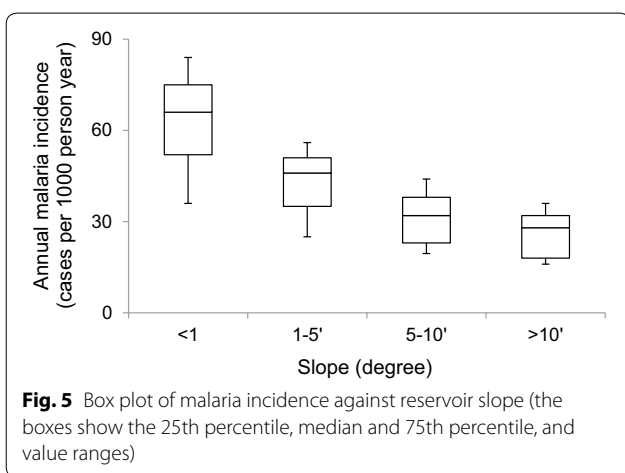 Annual malaria incidence
(cases per 1000 person year)
90
60
30
0
<1
1-5'
5-10'
>10'
Slope (degree)
Fig. 5 Box plot of malaria incidence against reservoir slope (the
boxes show the 25th percentile, median and 75th percentile, and
value ranges)